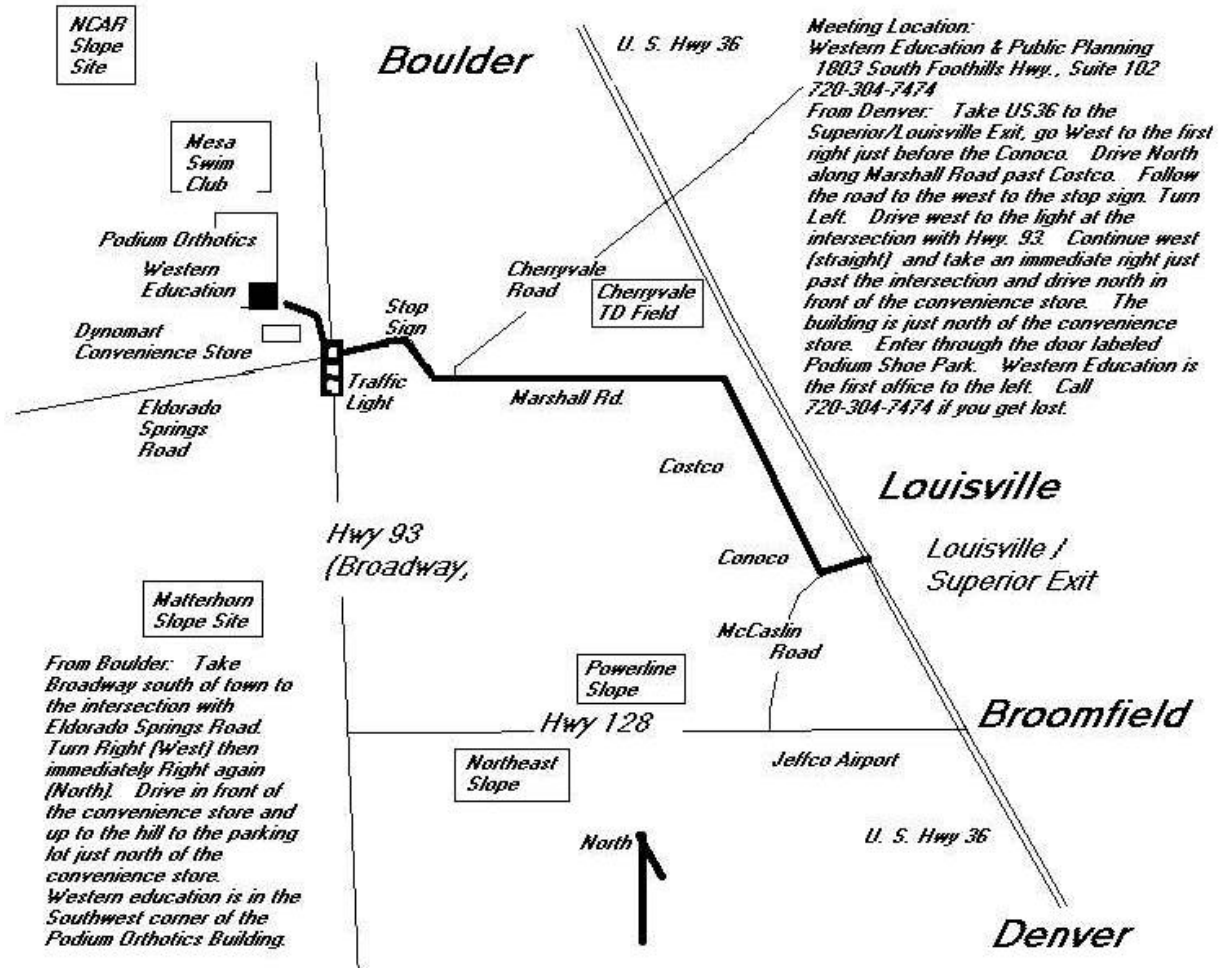 NCAR
Slope
Site
Boulder
U. S. Hwy 36
Meeting Location:
Western Education & Public Planning
1803 South Foothills Hwy., Suite 102
720-304-7474
From Denver: Take US36 to the
Superior/Louisville Exit, go West to the first
right just before the Conoco. Drive North
along Marshall Road past Costco. Follow
the road to the west to the stop sign. Turn
Left. Drive west to the light at the
intersection with Hwy. 93. Continue west
(straight) and take an immediate right just
past the intersection and drive north in
front of the convenience store. The
building is just north of the convenience
store. Enter through the door labeled
Podium Shoe Park. Western Education is
the first office to the left. Call
720-304-7474 if you get lost.
Mesa
Swim
Club
Podium Orthotics
Western
Education
Dynomart
Convenience Store
Stop
Sign
Cherryvale
Road
Cherryvale
TD Field
Traffic
Light
Marshall Rd.
Eldorado
Springs
Road
Costco
Louisville
Hwy 93
(Broadway,
Conoco
Louisville /
Superior Exit
Matterhorn
Slope Site
McCaslin
Road
Powerline
Slope
Hwy 128
Broomfield
Northeast
Slope
Jeffco Airport
From Boulder: Take
Broadway south of town to
the intersection with
Eldorado Springs Road.
Turn Right (West) then
immediately Right again
(North). Drive in front of
the convenience store and
up to the hill to the parking
lot just north of the
convenience store.
Western education is in the
Southwest corner of the
Podium Orthotics Building.
North
U. S. Hwy 36
Denver